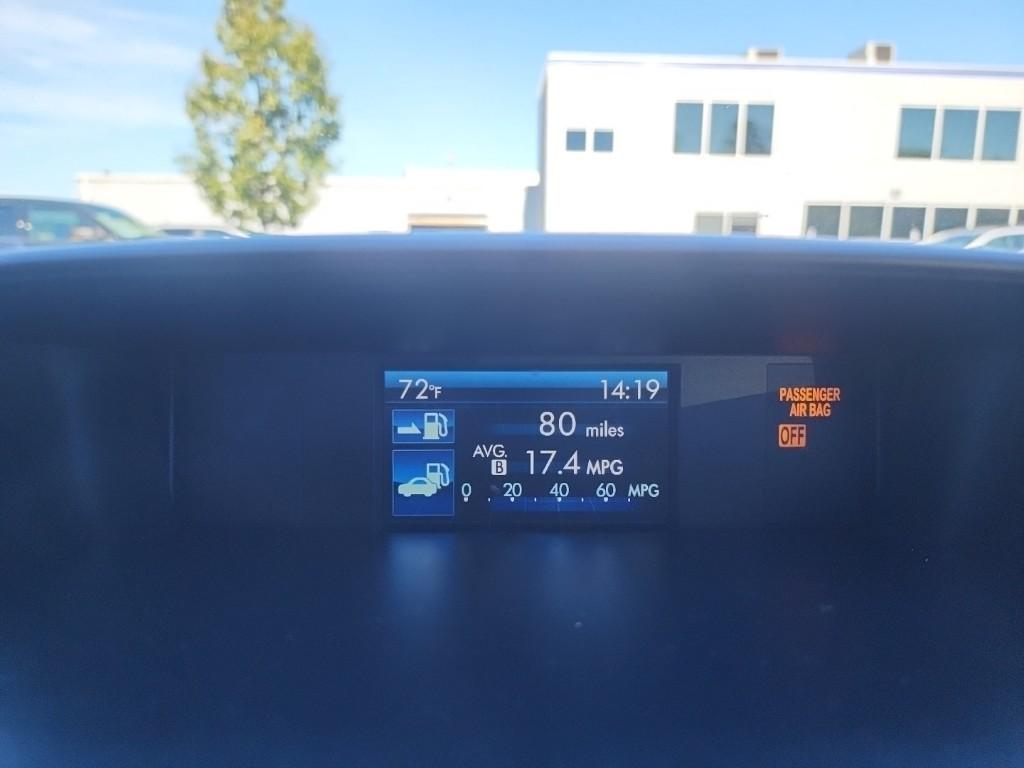 72°F 14:19
80 miles
AVG. B 17.4 MPG
0 20 40 60 MPG
PASSENGER
AIR BAG
OFF